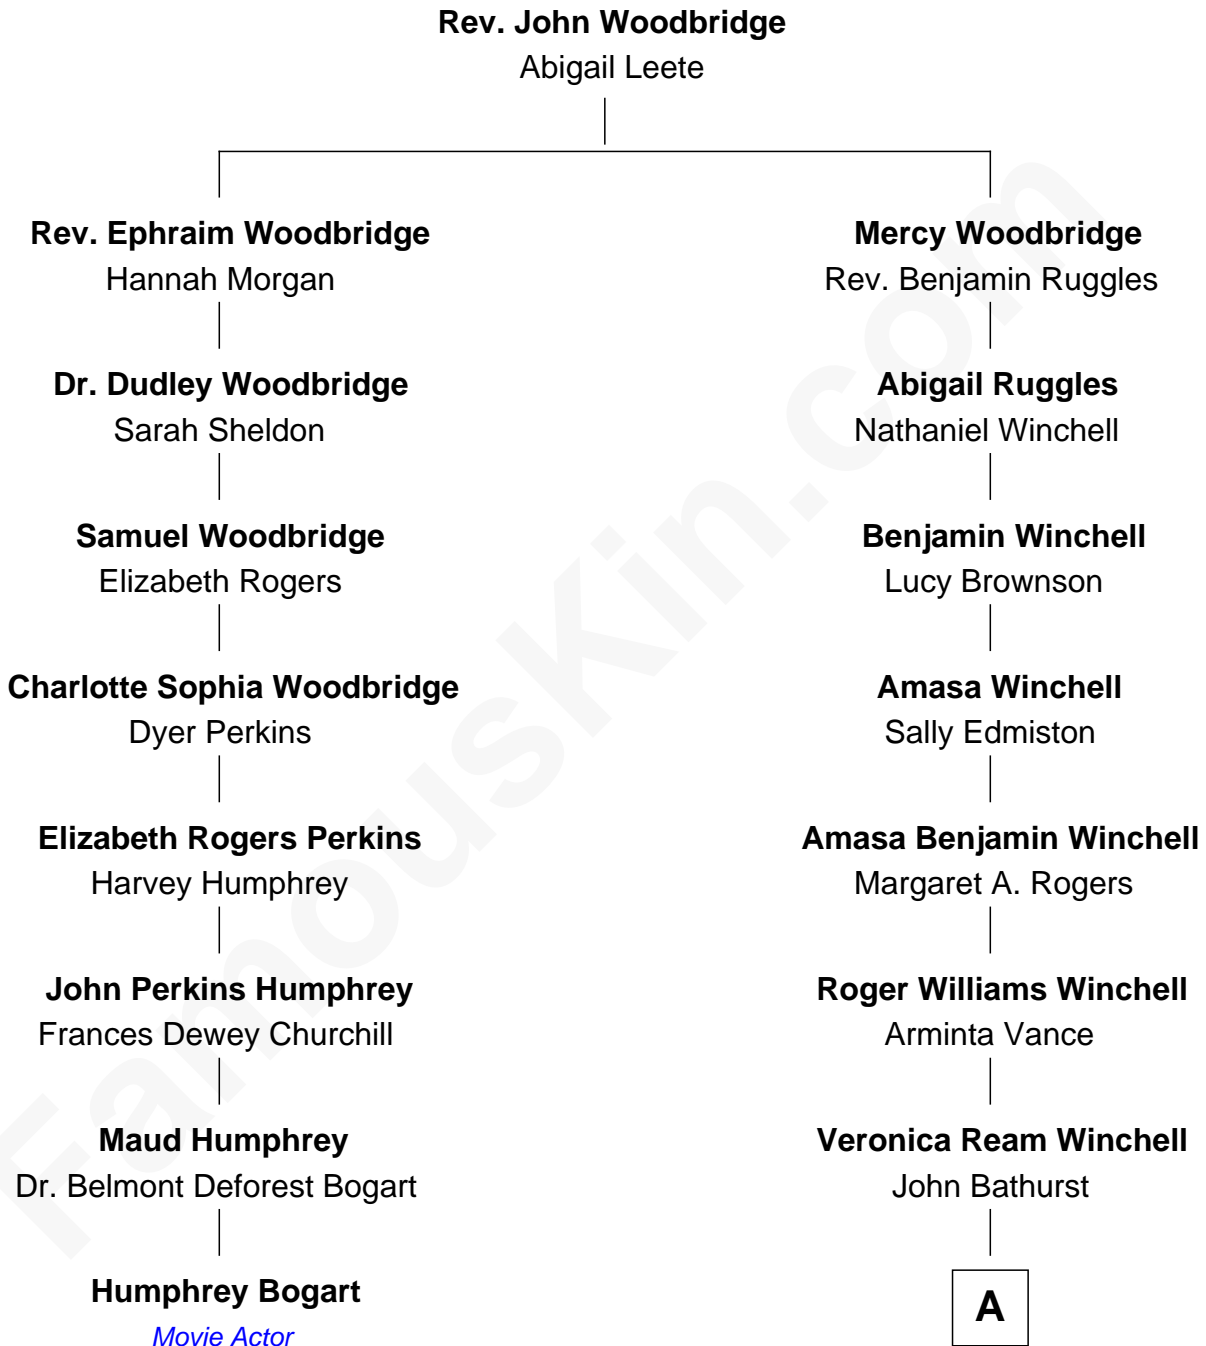 Rev. John Woodbridge
Abigail Leete
Rev. Ephraim Woodbridge
Hannah Morgan
Mercy Woodbridge
Rev. Benjamin Ruggles
Dr. Dudley Woodbridge
Sarah Sheldon
Abigail Ruggles
Nathaniel Winchell
Samuel Woodbridge
Elizabeth Rogers
Benjamin Winchell
Lucy Brownson
Charlotte Sophia Woodbridge
Dyer Perkins
Amasa Winchell
Sally Edmiston
Elizabeth Rogers Perkins
Harvey Humphrey
Amasa Benjamin Winchell
Margaret A. Rogers
John Perkins Humphrey
Frances Dewey Churchill
Roger Williams Winchell
Arminta Vance
Maud Humphrey
Dr. Belmont Deforest Bogart
Veronica Ream Winchell
John Bathurst
Humphrey Bogart
Movie Actor
A
FamousKin.com